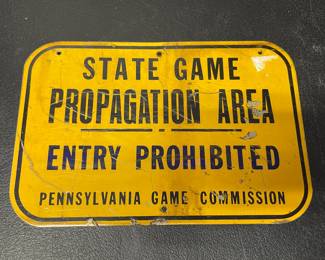 STATE GAME
PROPAGATION AREA
ENTRY PROHIBITED
PENNSYLVANIA GAME COMMISSION